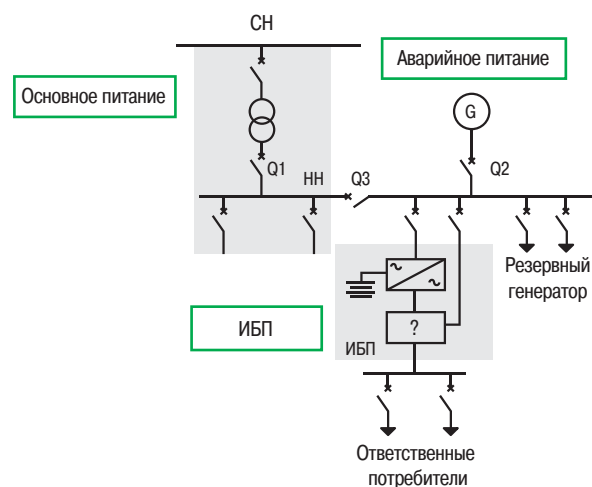 СН
Аварийное питание
Основное питание
G
Q1
НН
Q3
Q2
Резервный
генератор
ИБП
?
ИБП
Ответственные
потребители